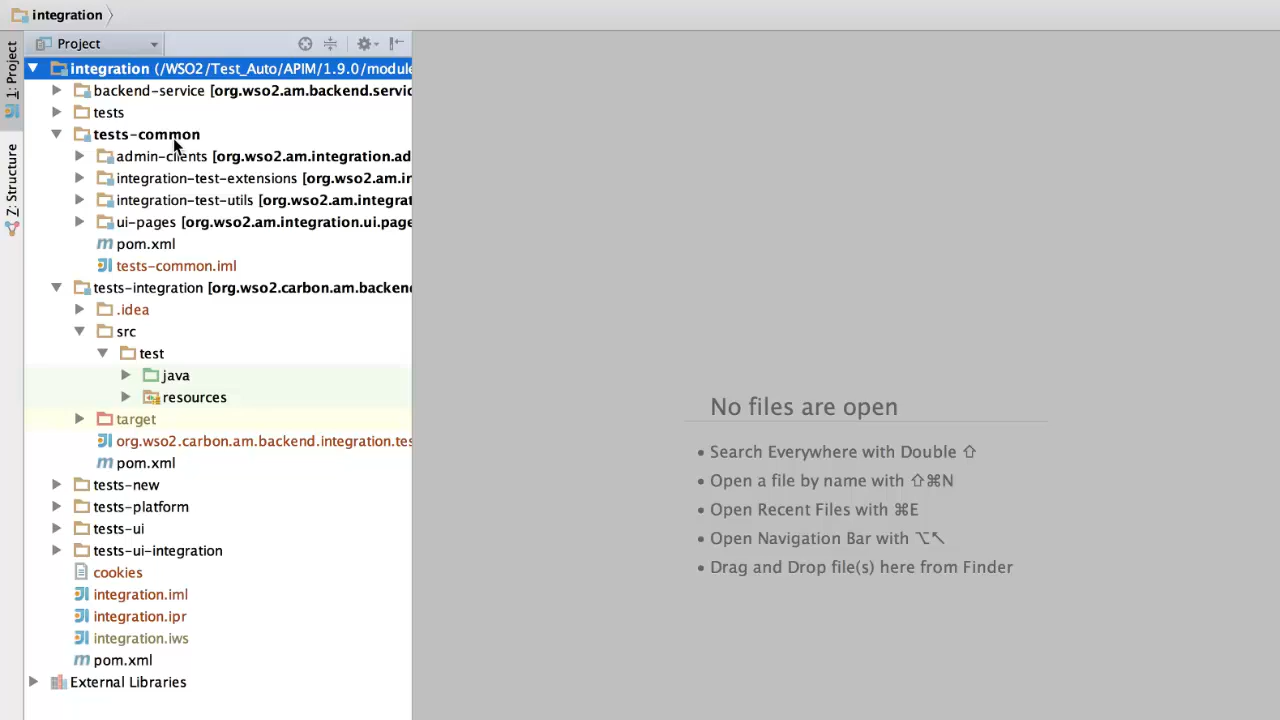 integration
1: Project
Z: Structure
Project
integration (/WSO2/Test_Auto/APIM/1.9.0/module
backend-service [org.wso2.am.backend.servic
tests
tests-common
admin-clients [org.wso2.am.integration.ad
integration-test-extensions [org.wso2.am.ir
integration-test-utils [org.wso2.am.integrat
ui-pages [org.wso2.am.integration.ui.page
pom.xml
tests-common.iml
tests-integration [org.wso2.carbon.am.backend
.idea
src
test
java
resources
target
org.wso2.carbon.am.backend.integration.tes
pom.xml
tests-new
tests-platform
tests-ui
tests-ui-integration
cookies
integration.iml
integration.ipr
integration.iws
pom.xml
External Libraries
No files are open
• Search Everywhere with Double ⇧
• Open a file by name with ⇧⌘N
• Open Recent Files with ⌘E
• Open Navigation Bar with ⌥↖
• Drag and Drop file(s) here from Finder